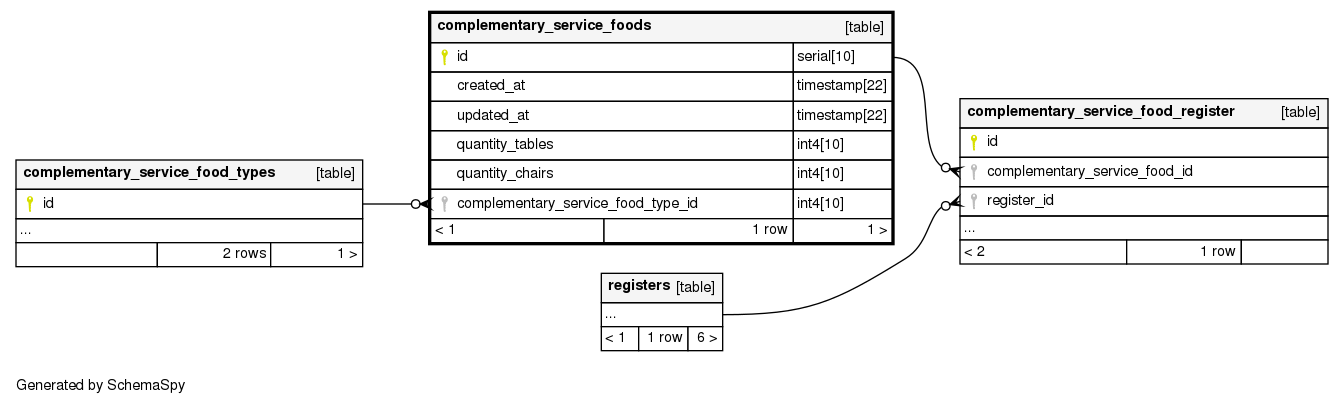 complementary_service_foods [table]
id serial[10]
created_at timestamp[22]
updated_at timestamp[22]
quantity_tables int4[10]
quantity_chairs int4[10]
complementary_service_food_type_id int4[10]
< 1 1 row 1 >
complementary_service_food_types [table]
id
...
2 rows 1 >
complementary_service_food_register [table]
id
complementary_service_food_id
register_id
...
< 2 1 row
registers [table]
...
< 1 1 row 6 >
Generated by SchemaSpy